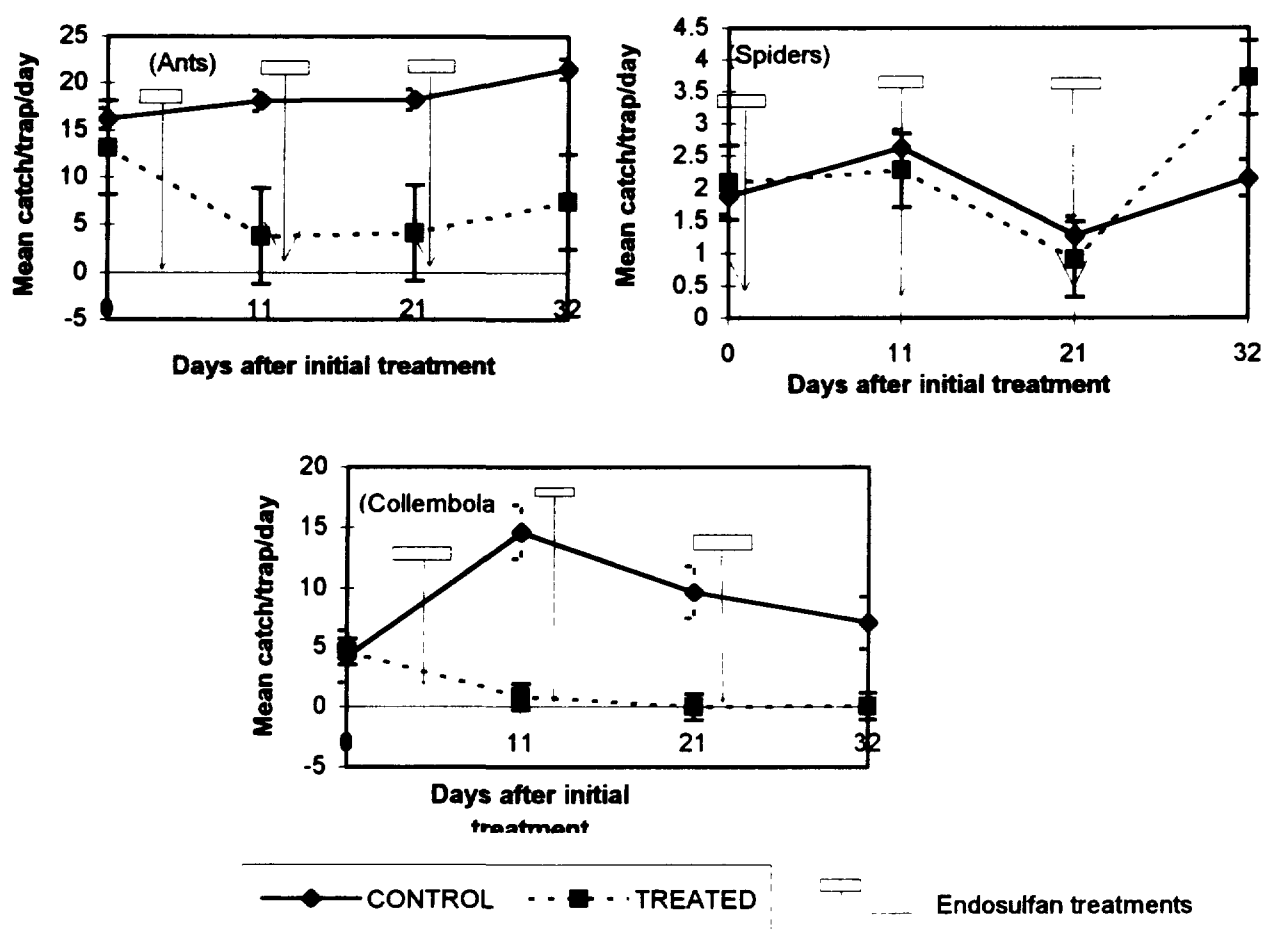 25
20
15
10
5
0
-5
Mean catch/trap/day
(Ants)
0 11 21 32
Days after initial treatment
4.5
4
3.5
3
2.5
2
1.5
1
0.5
0
Mean catch/trap/day
(Spiders)
0 11 21 32
Days after initial treatment
20
15
10
5
0
-5
Mean catch/trap/day
(Collembola
0 11 21 32
Days after initial
treatment
CONTROL TREATED Endosulfan treatments